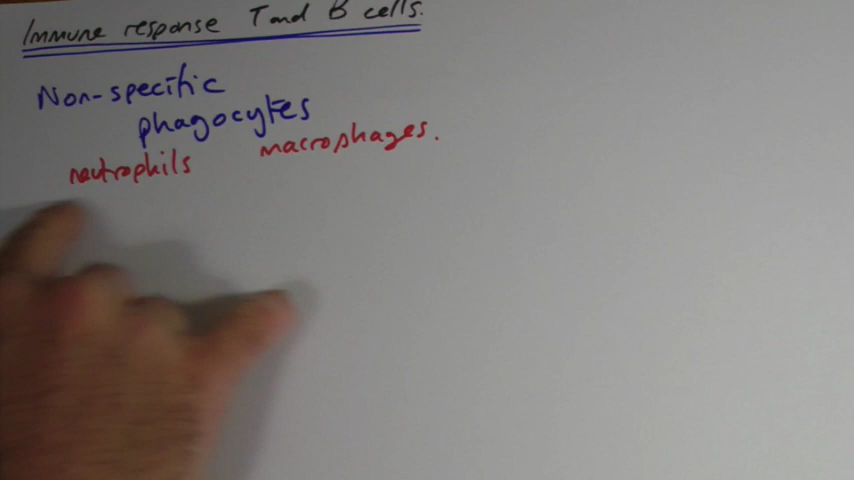 Immune response T and B cells.
Non-specific
phagocytes
neutrophils macrophages.